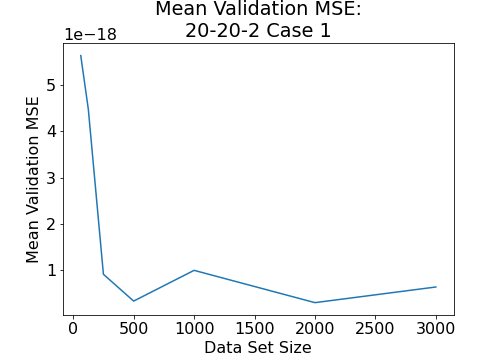 Mean Validation MSE:
20-20-2 Case 1
1e−18
5
4
3
2
1
Mean Validation MSE
0 500 1000 1500 2000 2500 3000
Data Set Size